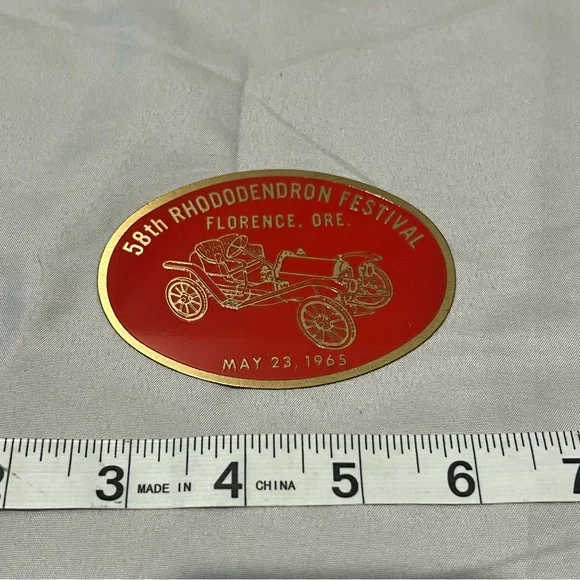 58th RHODODENDRON FESTIVAL
FLORENCE, ORE.
MAY 23, 1965
3 MADE IN 4 CHINA 5 6 7